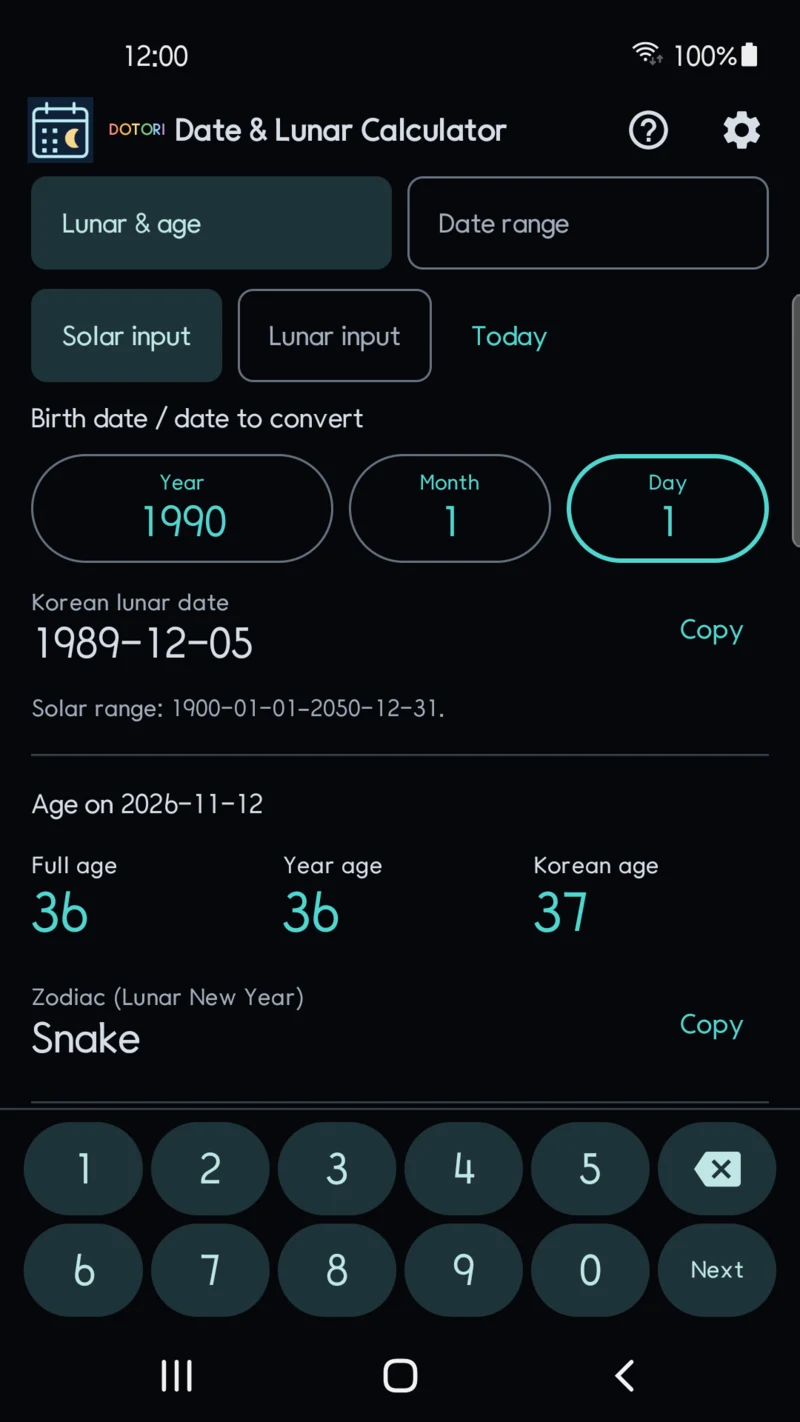 12:00 100%
DOTORI Date & Lunar Calculator
Lunar & age Date range
Solar input Lunar input Today
Birth date / date to convert
Year Month Day
1990 1 1
Korean lunar date
1989-12-05 Copy
Solar range: 1900-01-01–2050-12-31.
Age on 2026-11-12
Full age Year age Korean age
36 36 37
Zodiac (Lunar New Year)
Snake Copy
1 2 3 4 5
6 7 8 9 0 Next